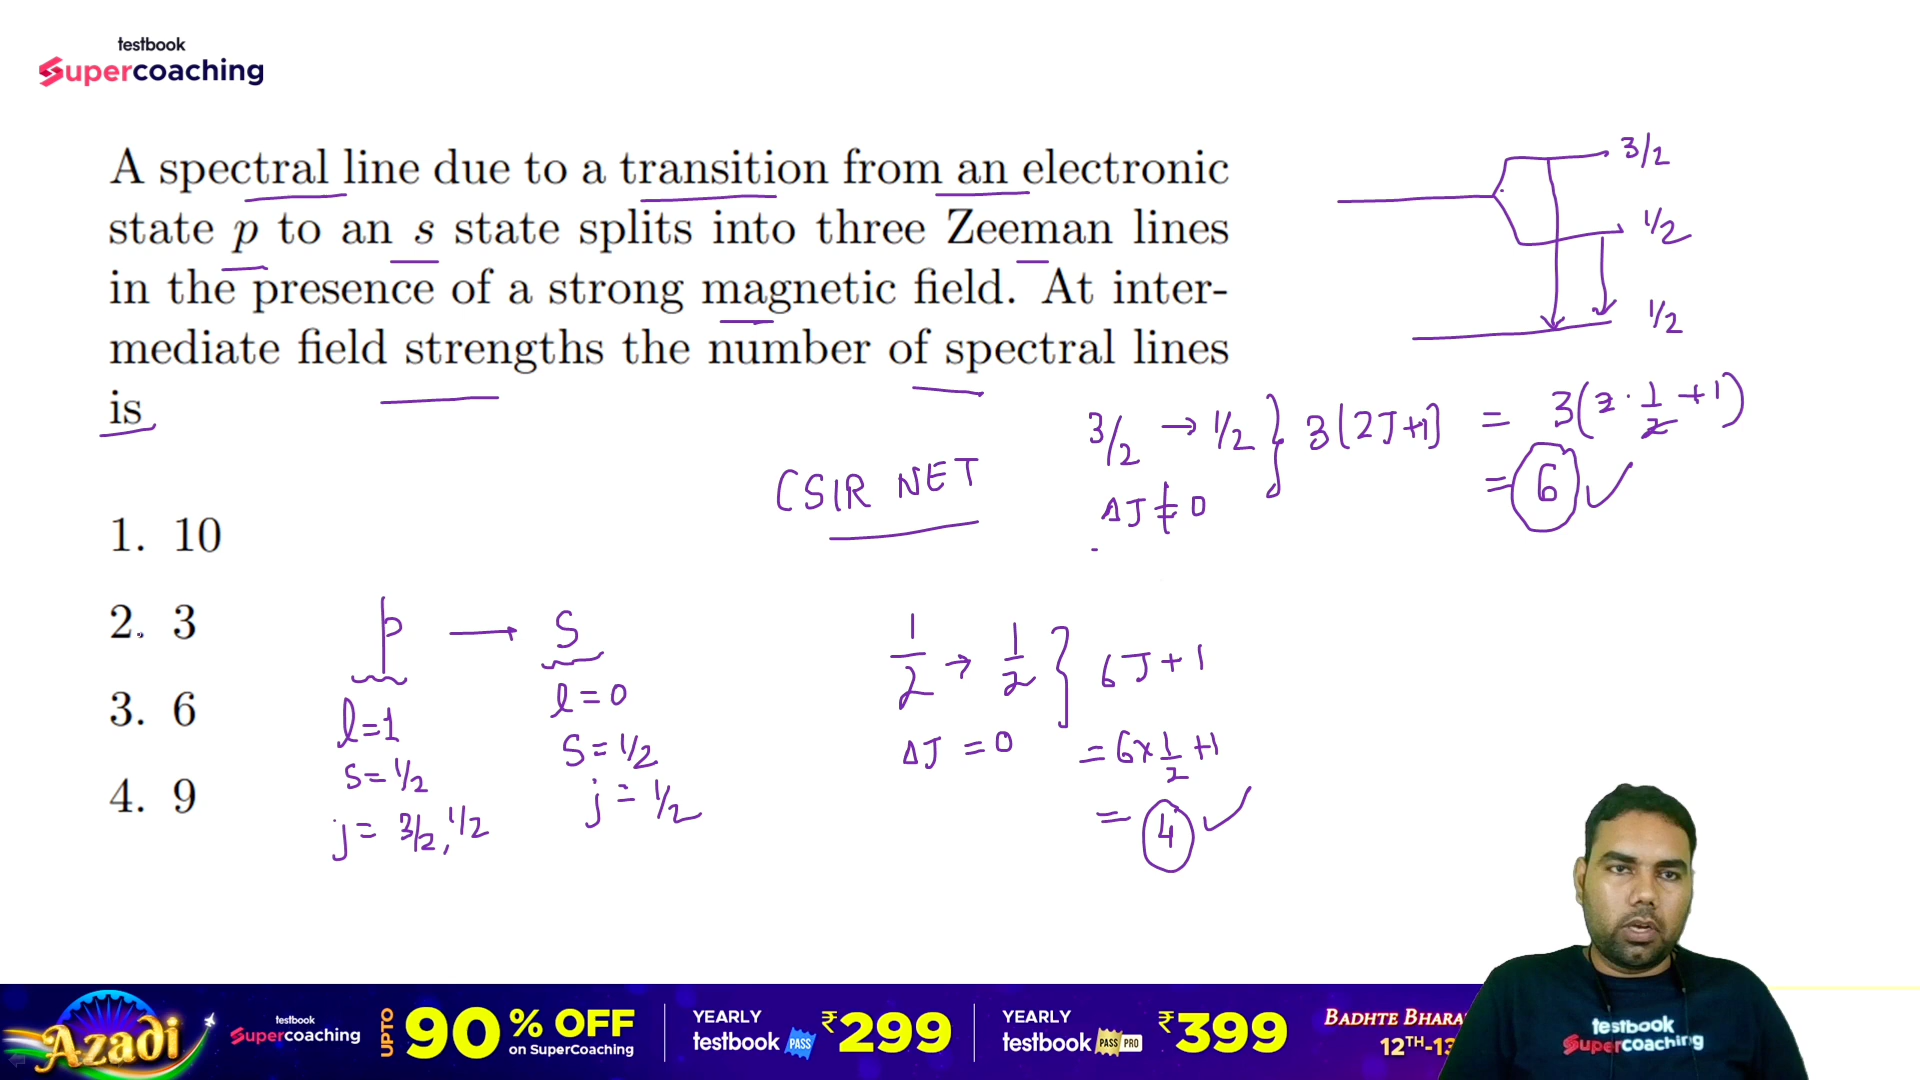 testbook
Supercoaching
A spectral line due to a transition from an electronic
state p to an s state splits into three Zeeman lines
in the presence of a strong magnetic field. At inter-
mediate field strengths the number of spectral lines
is
1. 10
2. 3
3. 6
4. 9
3/2
1/2
1/2
CSIR NET
3/2 → 1/2 } 3(2J+1) = 3(2·1/2+1)
ΔJ ≠ 0
= 6 ✓
p → S
l=1
s=1/2
j= 3/2, 1/2
l=0
S=1/2
j=1/2
1/2 → 1/2 } 6J+1
ΔJ = 0
= 6×1/2+1
= 4 ✓
Azadi
testbook
Supercoaching
UPTO 90% OFF
on SuperCoaching
YEARLY
testbook PASS
₹299
YEARLY
testbook PASS PRO
₹399
BADHTE BHARA
12TH-13
testbook
Supercoaching